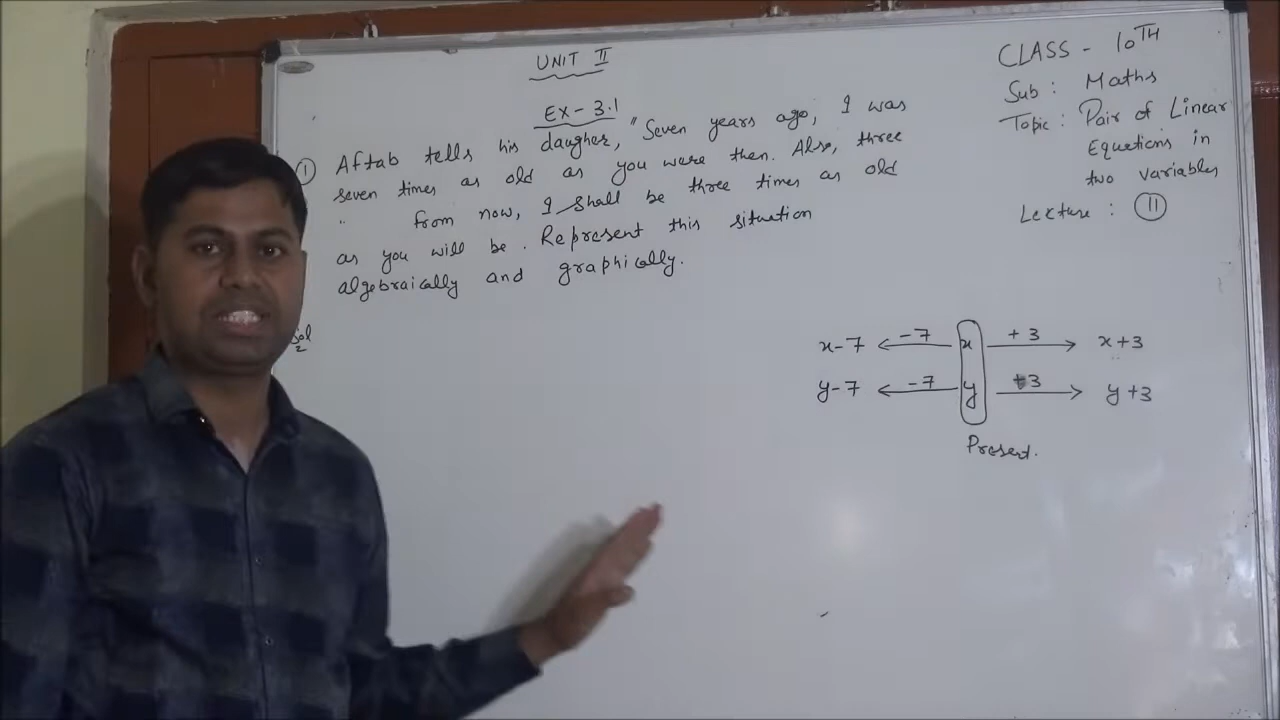 UNIT II
CLASS - 10TH
Sub : Maths
Topic : Pair of Linear
Equations in
two variables
Lecture : 11
EX - 3.1
1 Aftab tells his daugher, "Seven years ago, I was
seven times as old as you were then. Also, three
" from now, I shall be three times as old
as you will be. Represent this situation
algebraically and graphically.
Sol
x-7 ← -7 x +3 → x+3
y-7 ← -7 y +3 → y+3
Present.